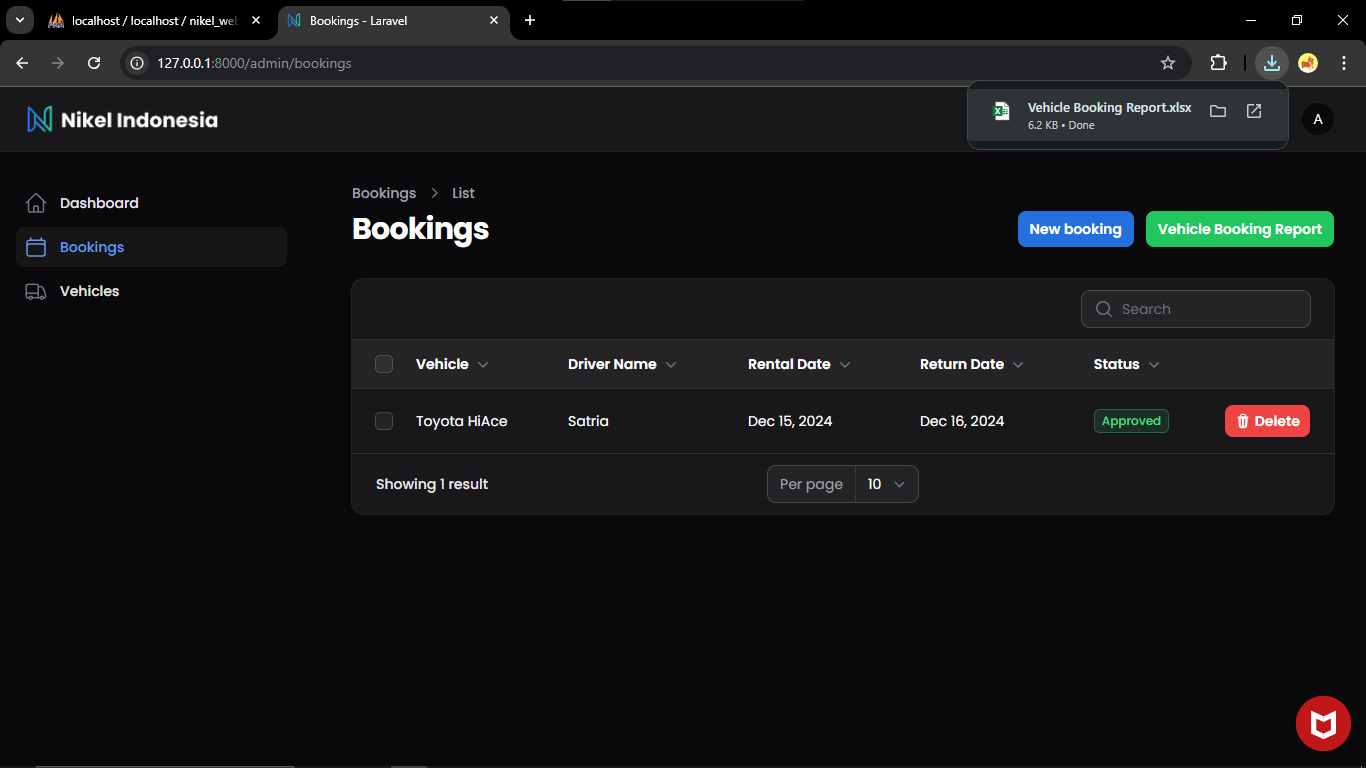 localhost / localhost / nikel_we
Bookings - Laravel
127.0.0.1:8000/admin/bookings
Vehicle Booking Report.xlsx
6.2 KB • Done
Nikel Indonesia
A
Dashboard
Bookings
Vehicles
Bookings > List
Bookings
New booking
Vehicle Booking Report
Search
Vehicle Driver Name Rental Date Return Date Status
Toyota HiAce Satria Dec 15, 2024 Dec 16, 2024 Approved Delete
Showing 1 result
Per page 10